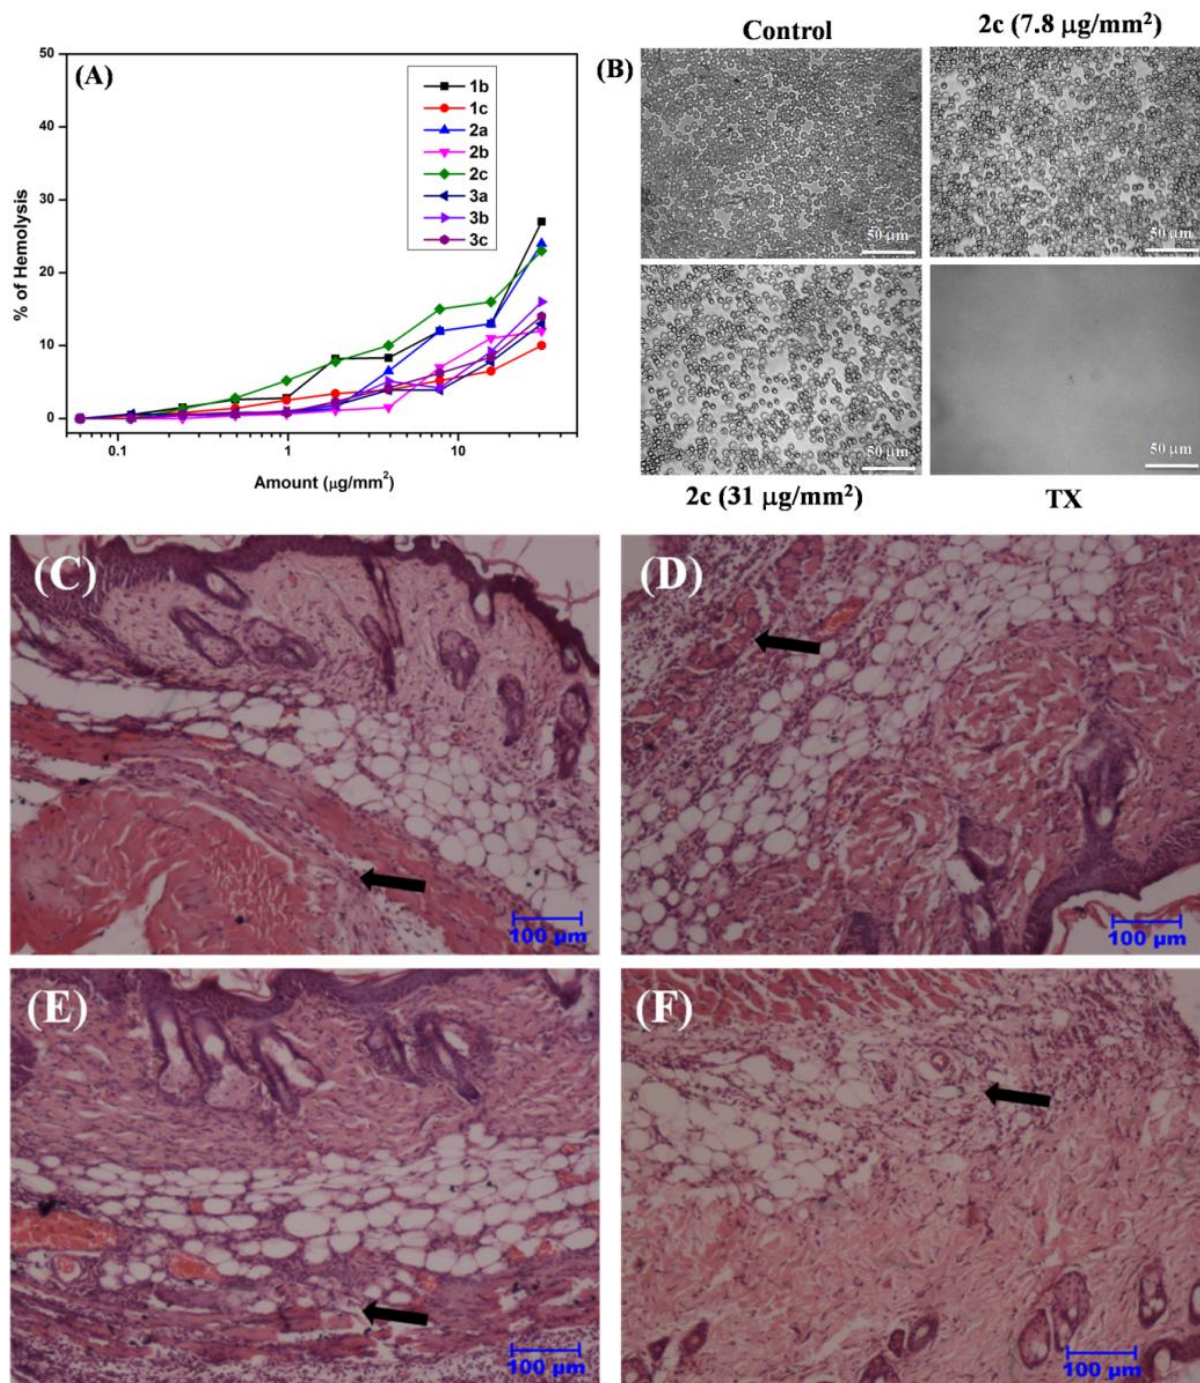 Control
2c (7.8 μg/mm²)
(A)
(B)
50
40
30
20
10
0
% of Hemolysis
1b
1c
2a
2b
2c
3a
3b
3c
0.1
1
10
Amount (μg/mm²)
50 μm
50 μm
50 μm
50 μm
2c (31 μg/mm²)
TX
(C)
100 μm
(D)
100 μm
(E)
100 μm
(F)
100 μm